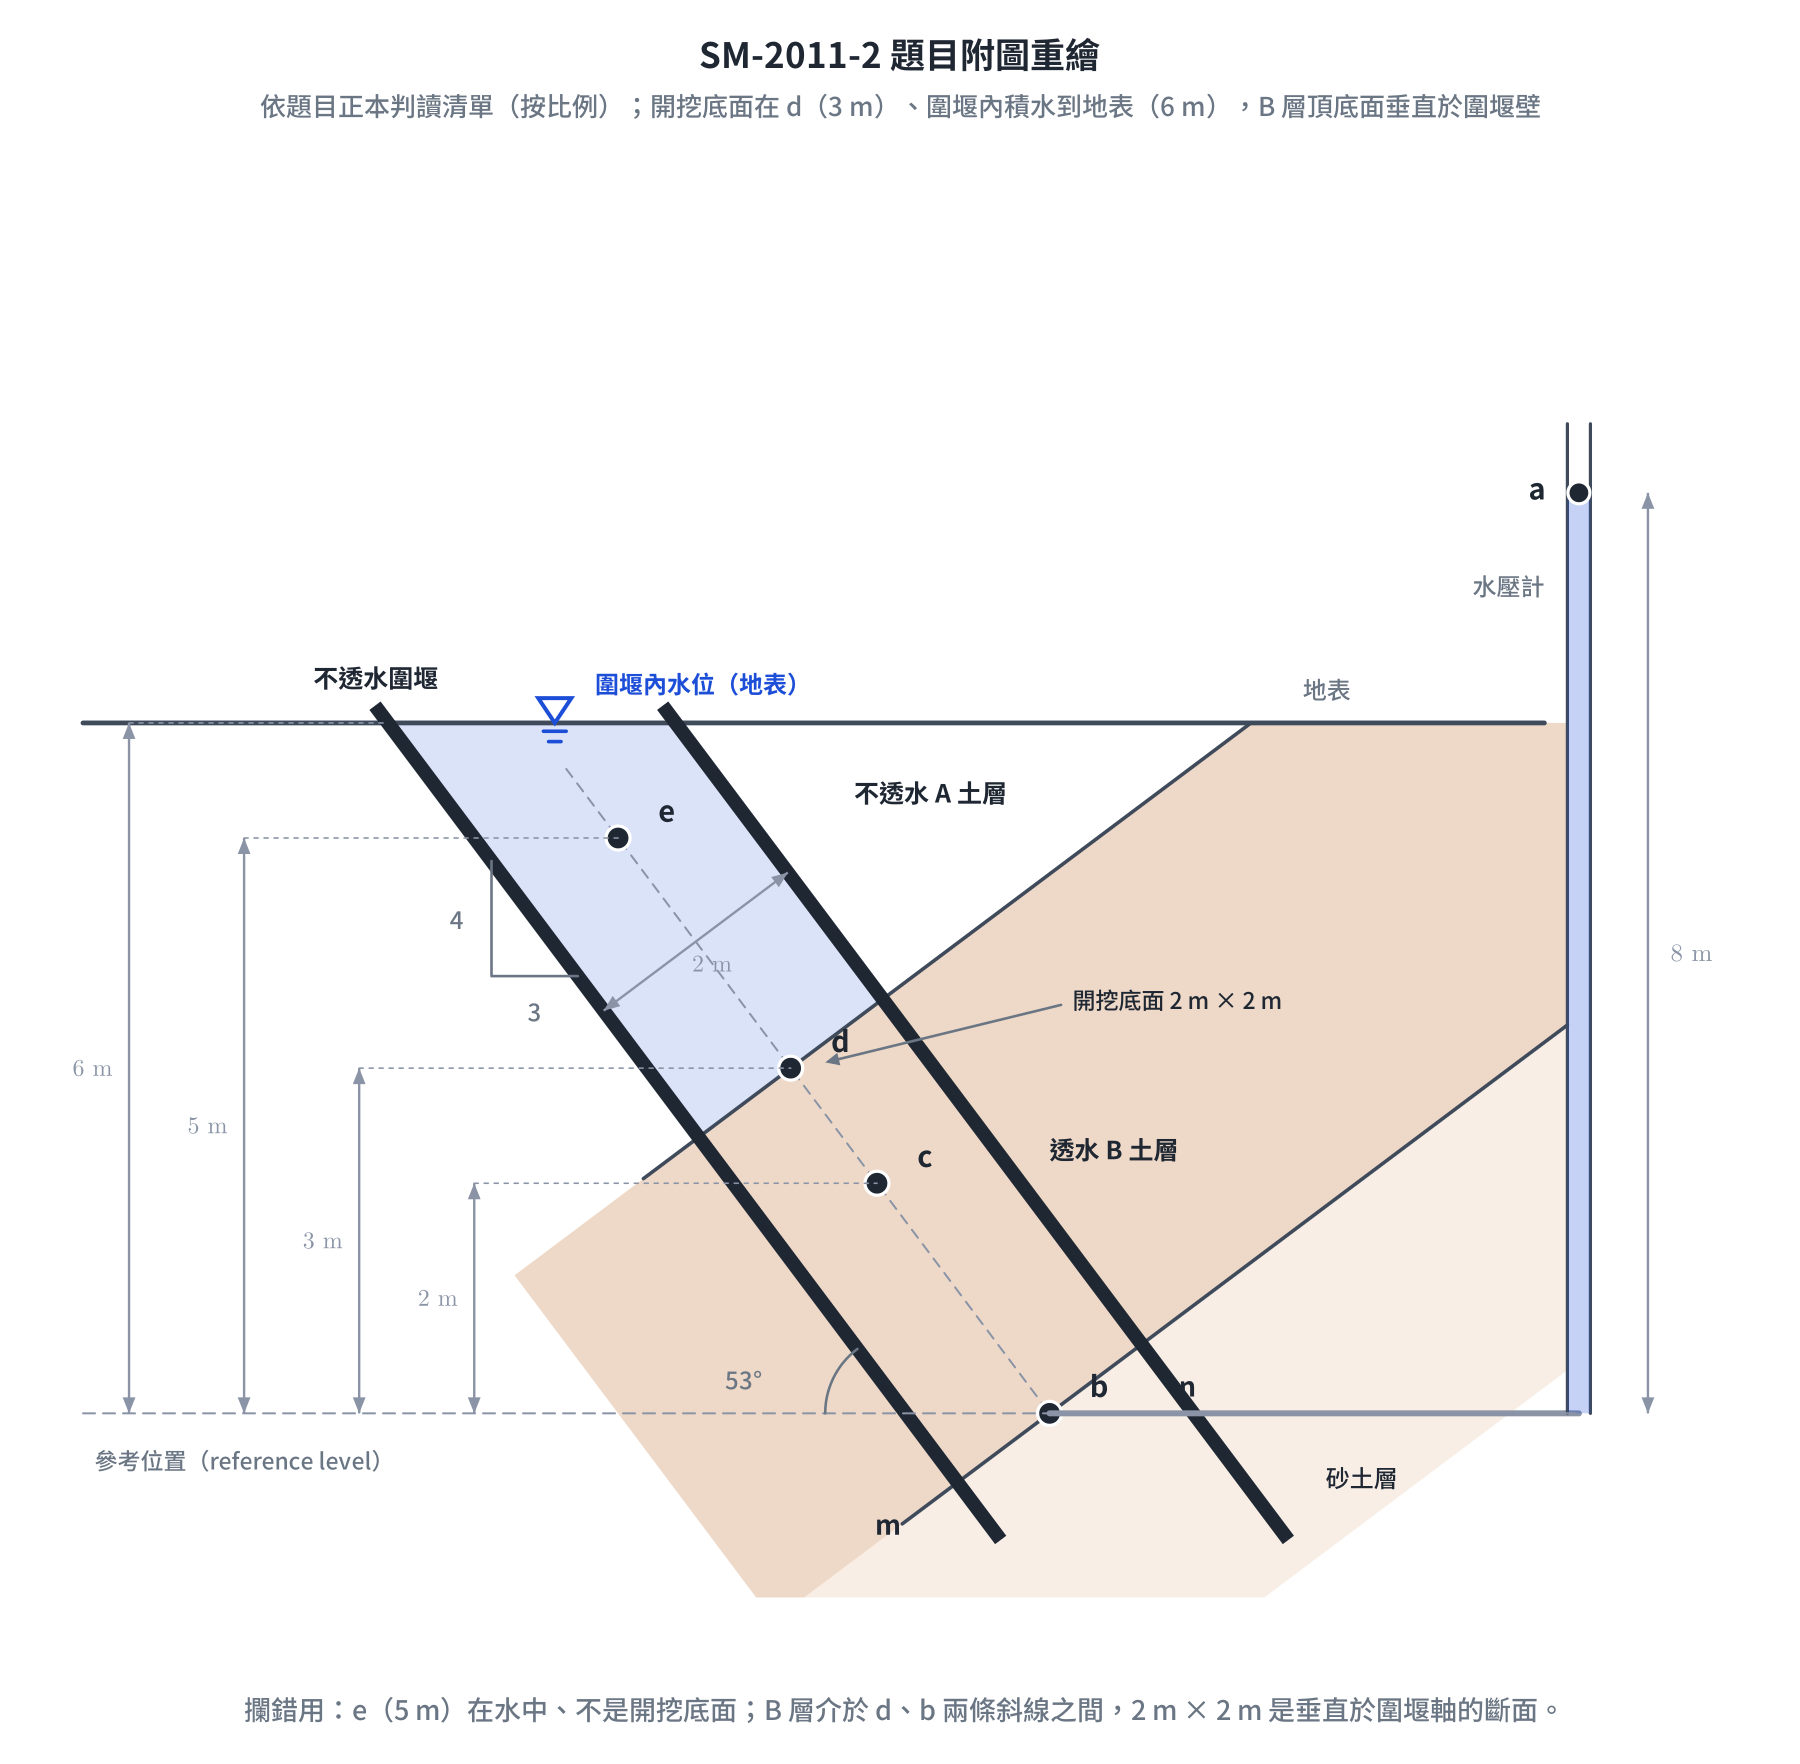 SM-2011-2 題目附圖重繪
依題目正本判讀清單（按比例）；開挖底面在 d（3 m）、圍堰內積水到地表（6 m），B 層頂底面垂直於圍堰壁
a
水壓計
不透水圍堰
圍堰內水位（地表）
地表
不透水 A 土層
e
4
2 m
8 m
3
開挖底面 2 m × 2 m
d
6 m
5 m
透水 B 土層
c
3 m
2 m
53°
b
n
參考位置（reference level）
砂土層
m
攔錯用：e（5 m）在水中、不是開挖底面；B 層介於 d、b 兩條斜線之間，2 m × 2 m 是垂直於圍堰軸的斷面。